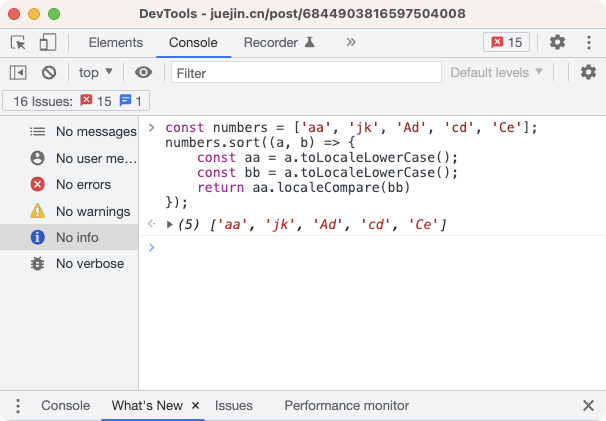 DevTools - juejin.cn/post/6844903816597504008
Elements Console Recorder » 15
top ▼ Filter Default levels ▼
16 Issues: 15 1
No messages
No user me...
No errors
No warnings
No info
No verbose
const numbers = ['aa', 'jk', 'Ad', 'cd', 'Ce'];
numbers.sort((a, b) => {
    const aa = a.toLocaleLowerCase();
    const bb = a.toLocaleLowerCase();
    return aa.localeCompare(bb)
});
(5) ['aa', 'jk', 'Ad', 'cd', 'Ce']
Console What's New × Issues Performance monitor